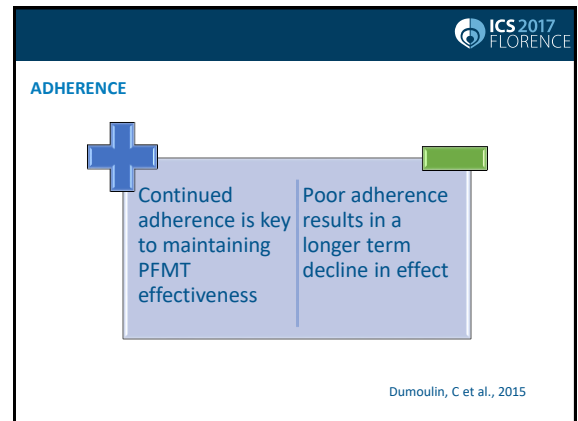 ICS 2017
FLORENCE
ADHERENCE
Continued
adherence is key
to maintaining
PFMT
effectiveness
Poor adherence
results in a
longer term
decline in effect
Dumoulin, C et al., 2015